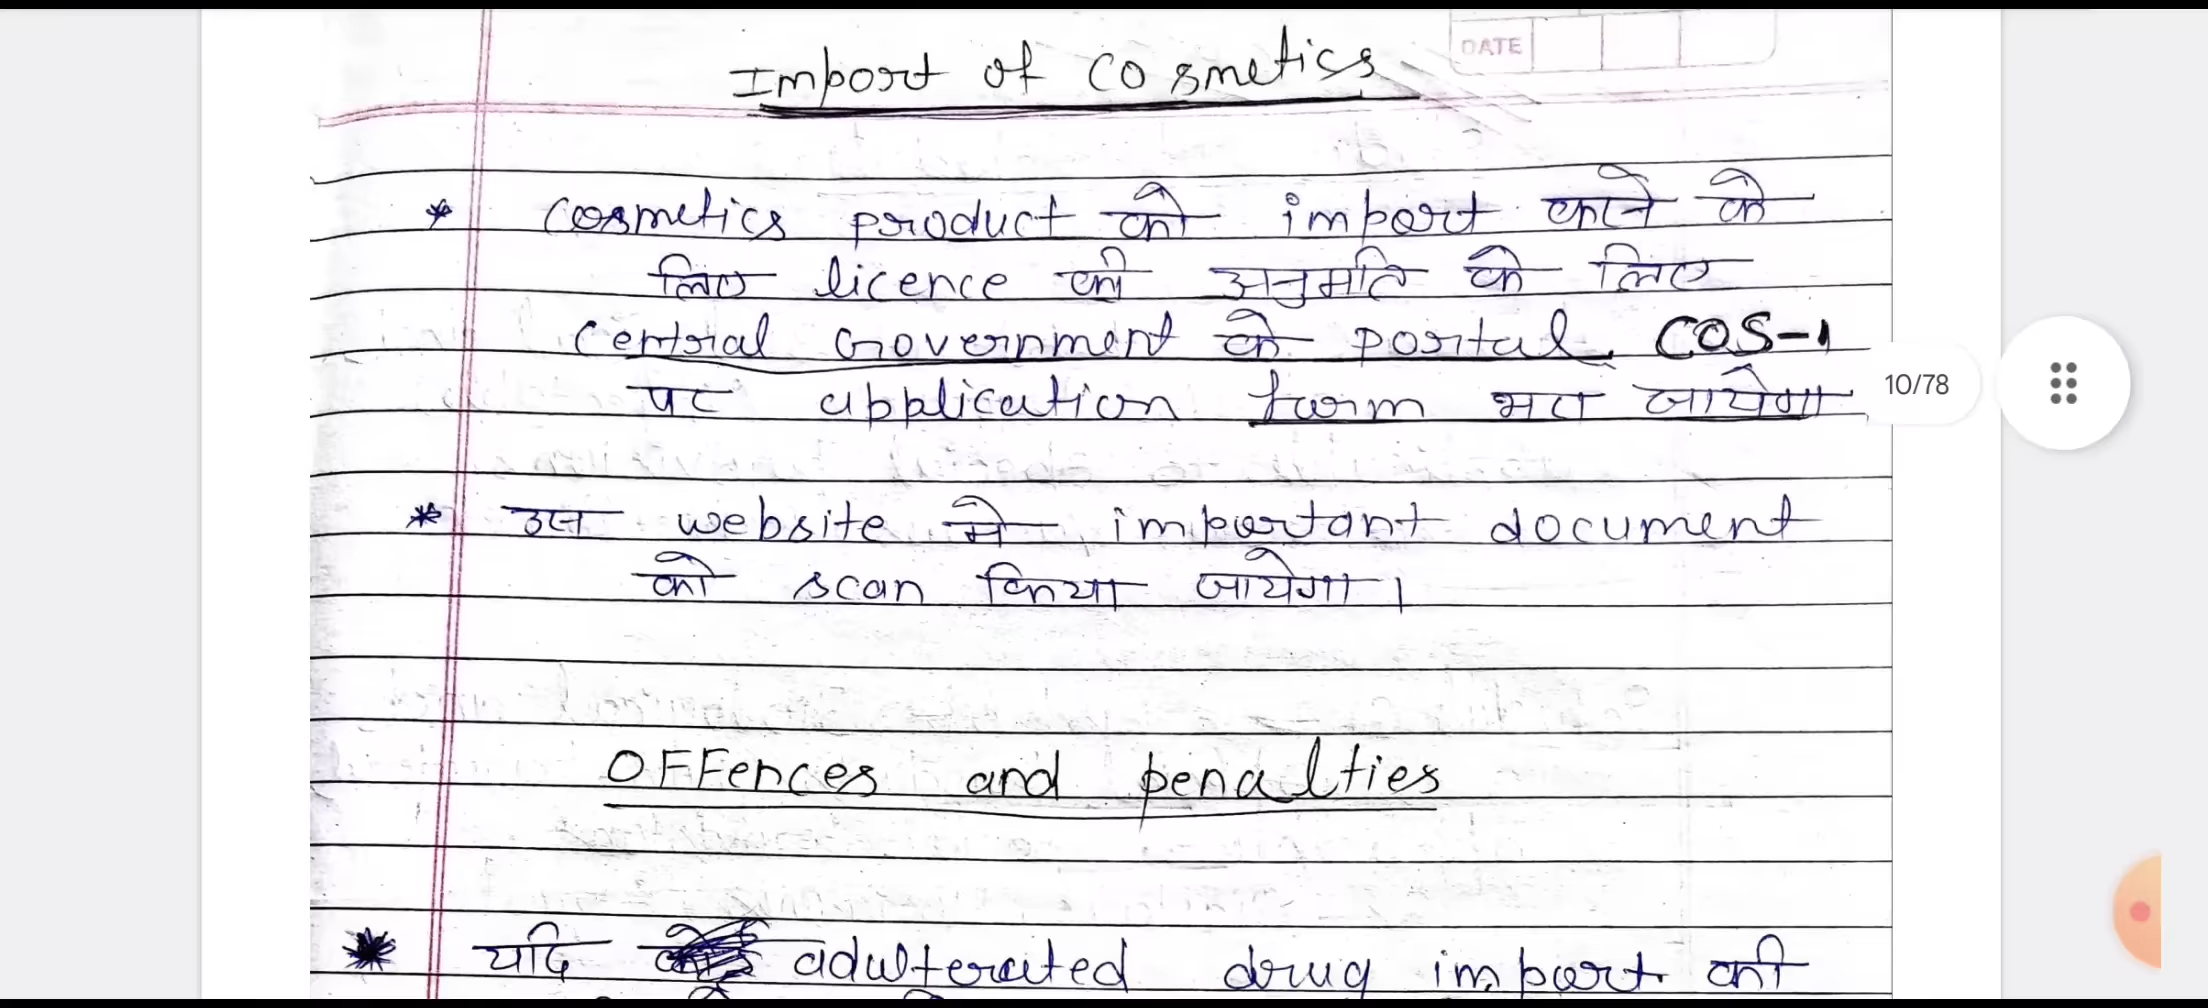 Import of cosmetics
DATE
* cosmetics product को import करने के
लिए licence की अनुमति के लिए
Central Government के portal COS-1
पर application form भरा जायेगा
10/78
* उस website मे important document
को scan किया जायेगा।
OFFences and penalties
* यदि adulterated drug import की